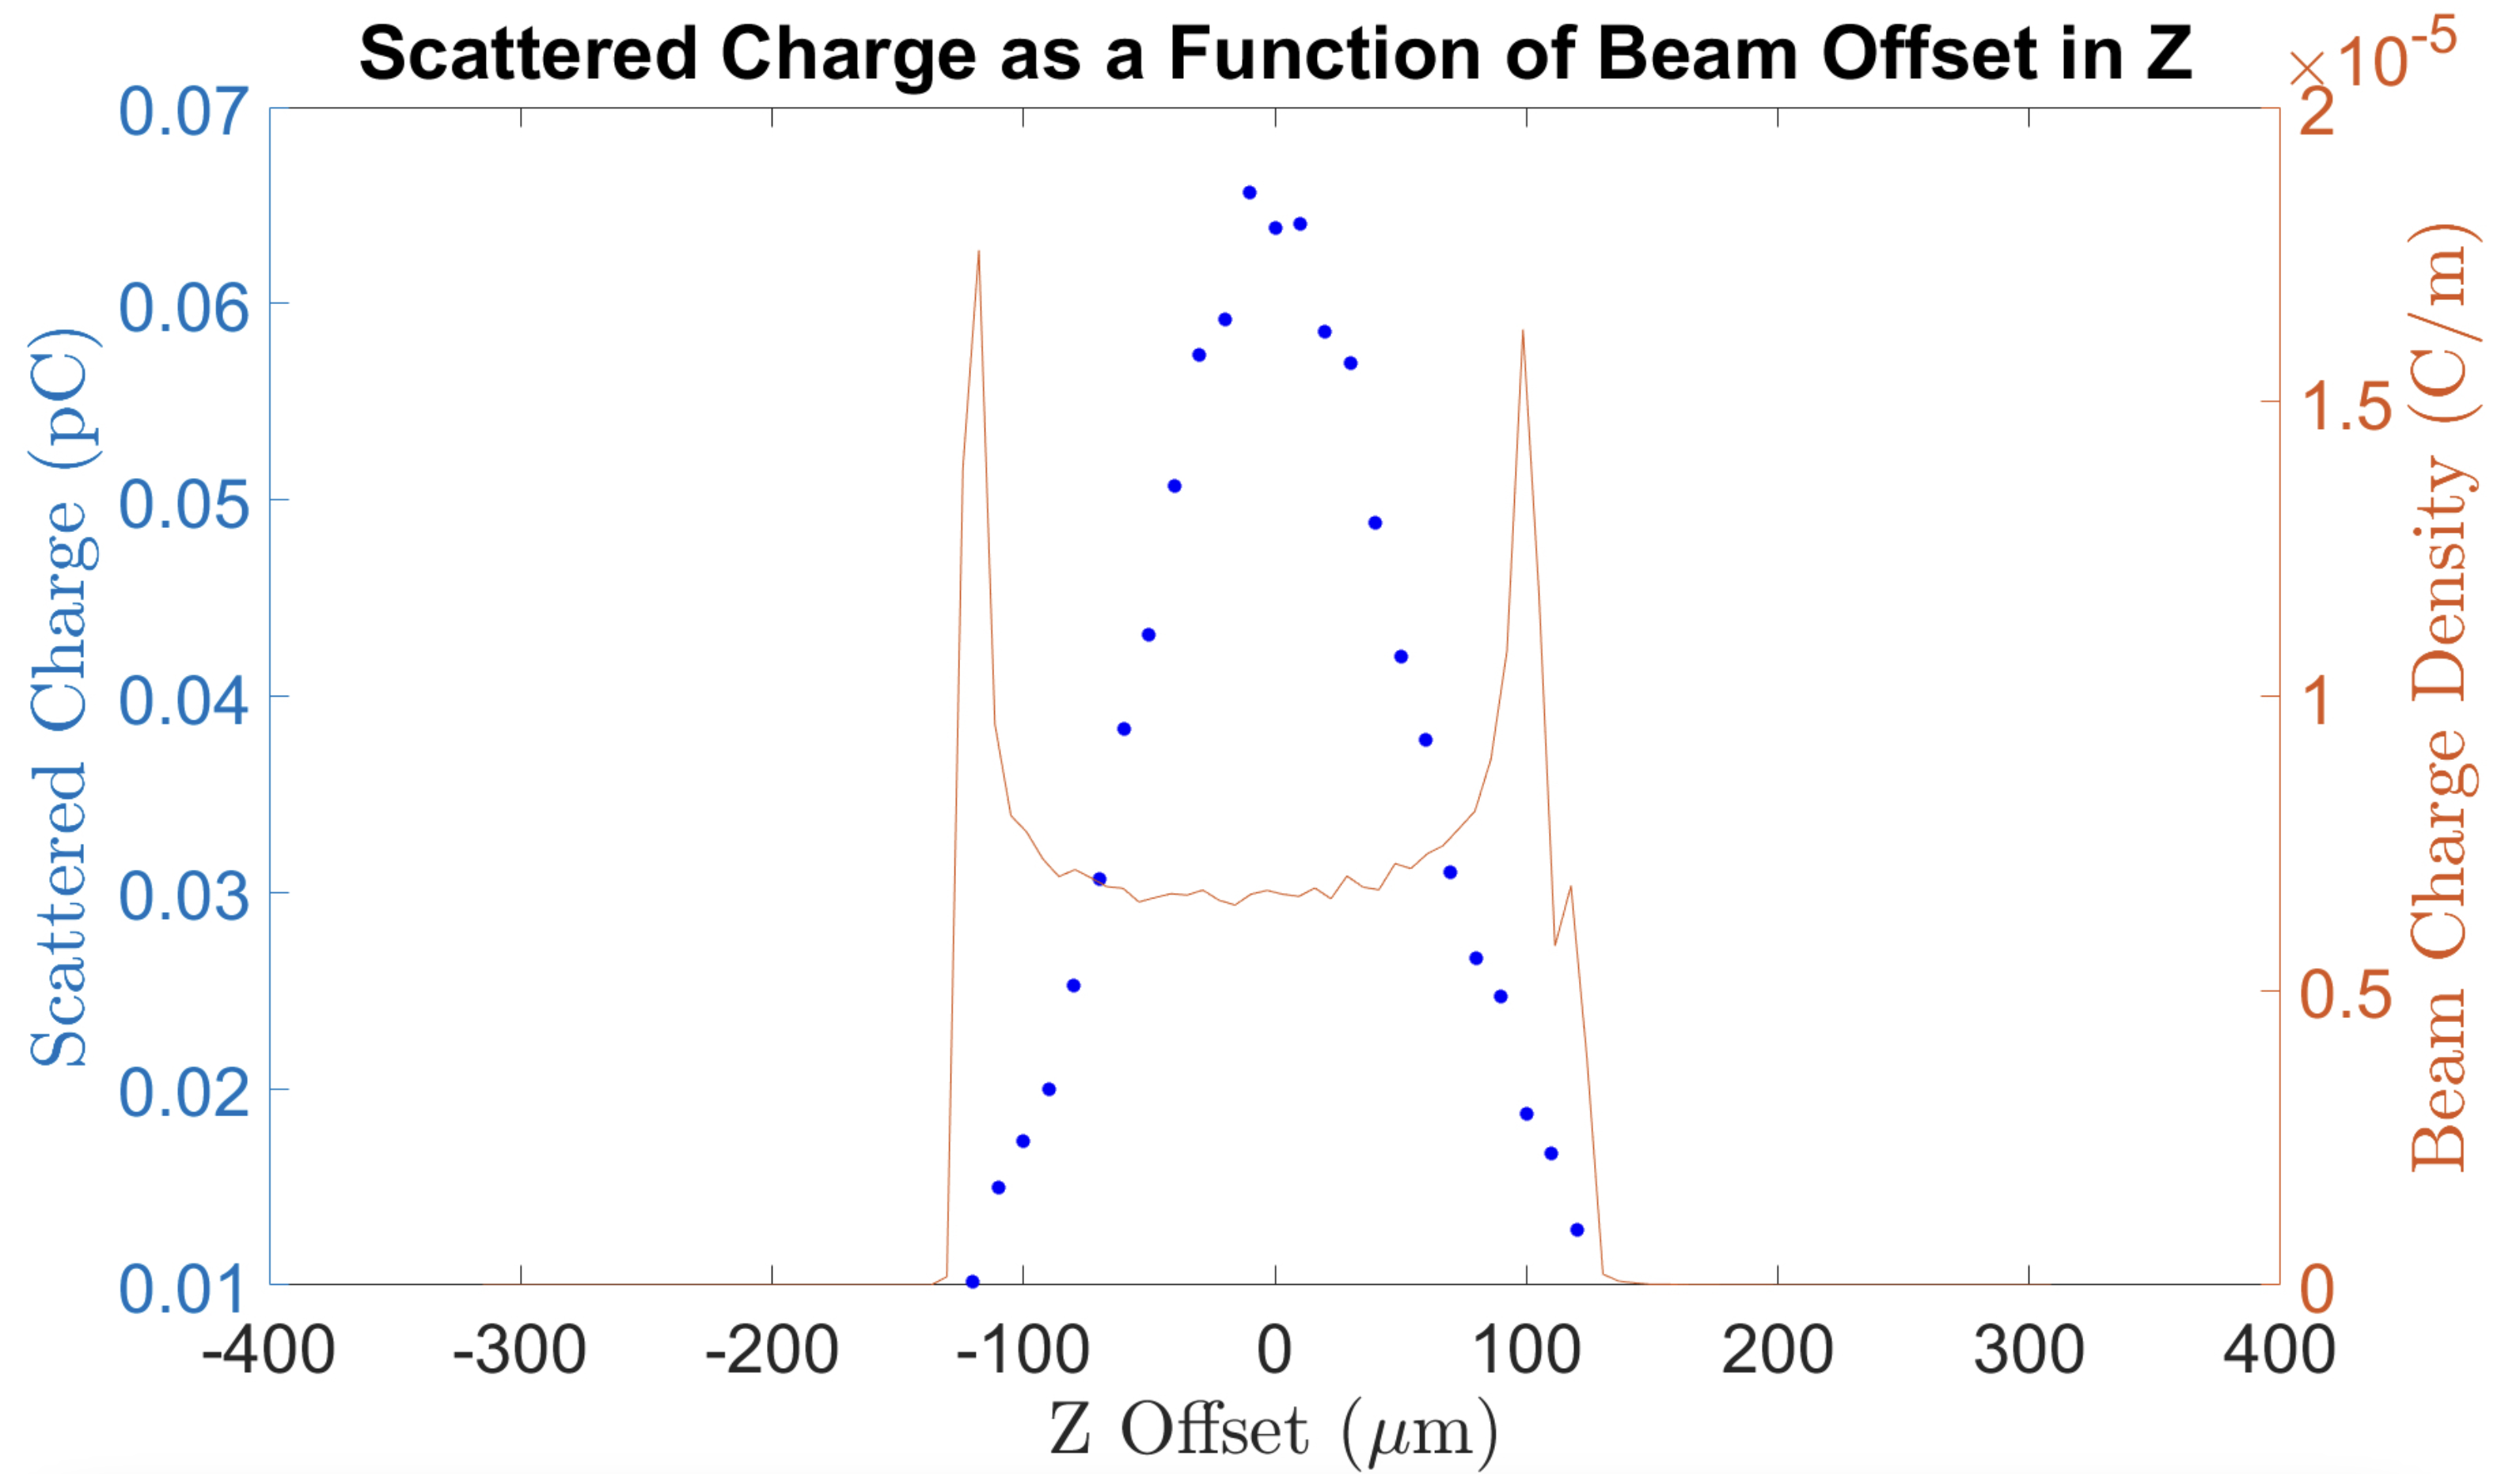 Scattered Charge as a Function of Beam Offset in Z
×10-5
0.07
0.06
0.05
0.04
0.03
0.02
0.01
Scattered Charge (pC)
2
1.5
1
0.5
0
Beam Charge Density (C/m)
-400 -300 -200 -100 0 100 200 300 400
Z Offset (μm)